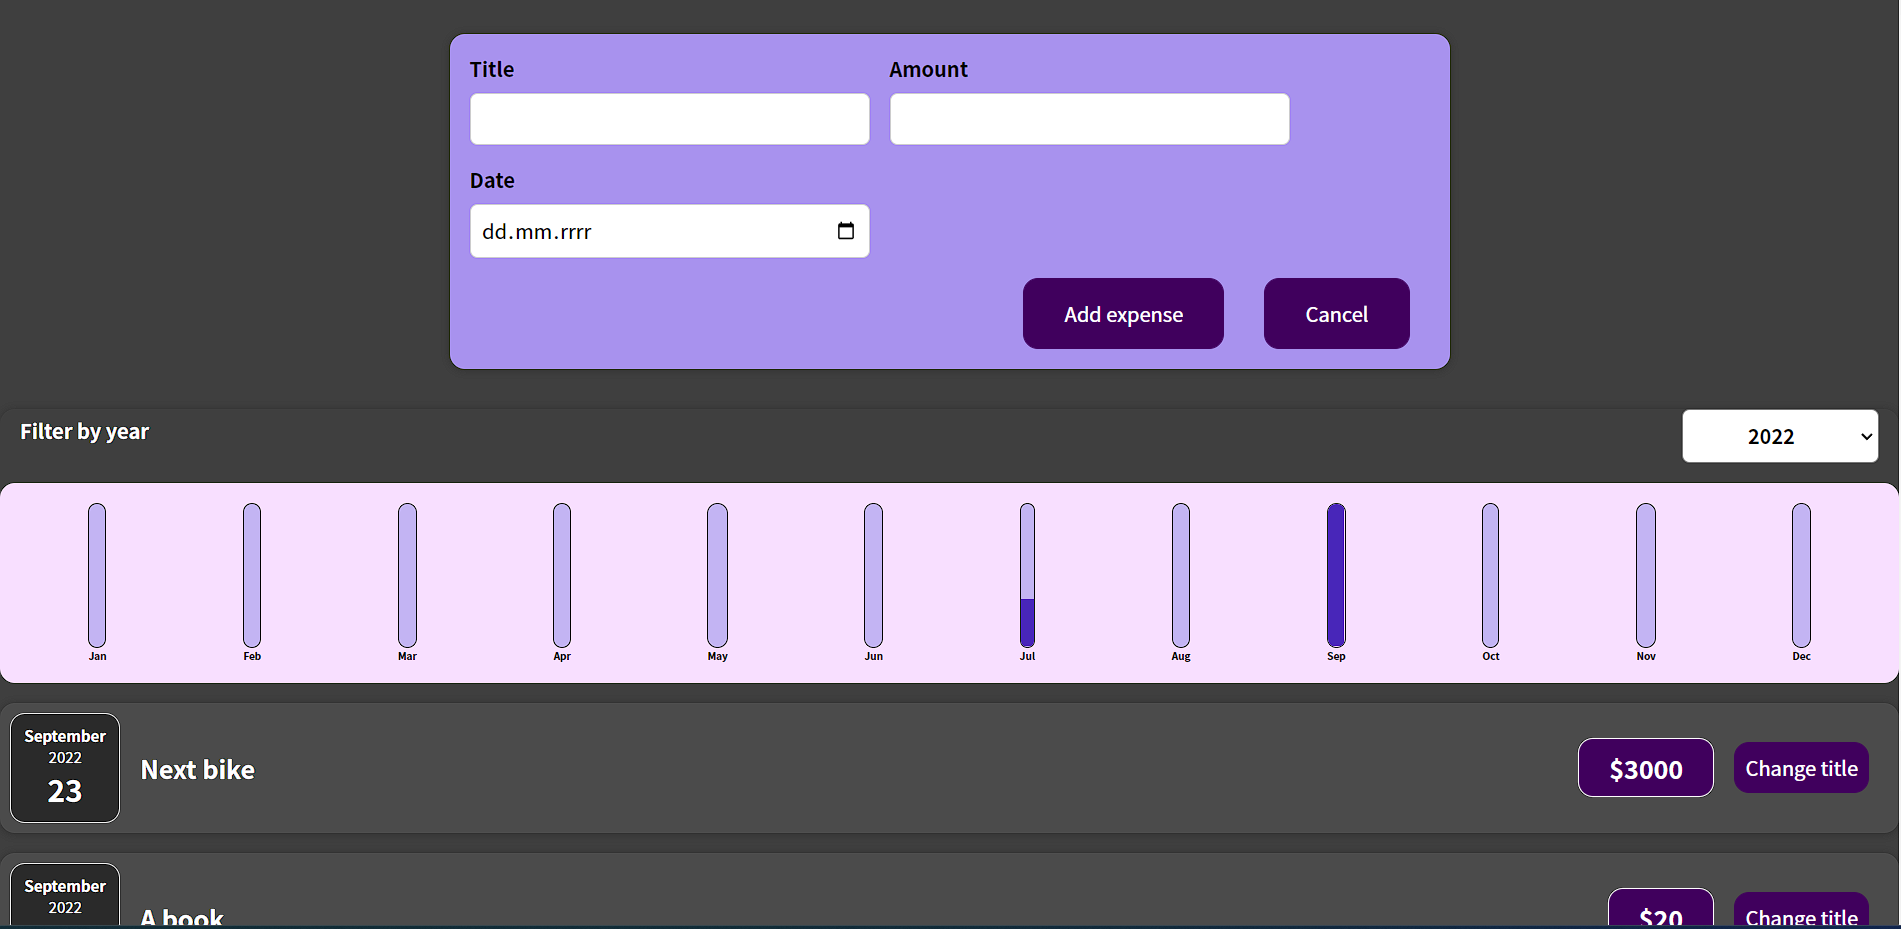 Title Amount
Date
dd.mm.rrrr
Add expense Cancel
Filter by year 2022
Jan Feb Mar Apr May Jun Jul Aug Sep Oct Nov Dec
September
2022
23
Next bike $3000 Change title
September
2022
A book $20 Change title